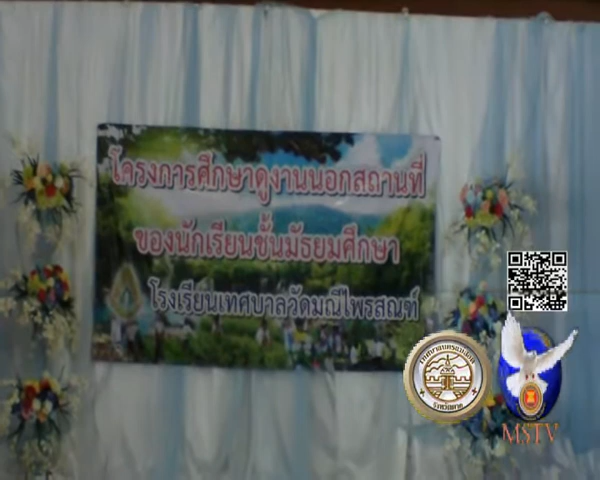 โครงการศึกษาดูงานนอกสถานที่
ของนักเรียนชั้นมัธยมศึกษา
โรงเรียนเทศบาลวัดมณีไพรสณฑ์
MSTV